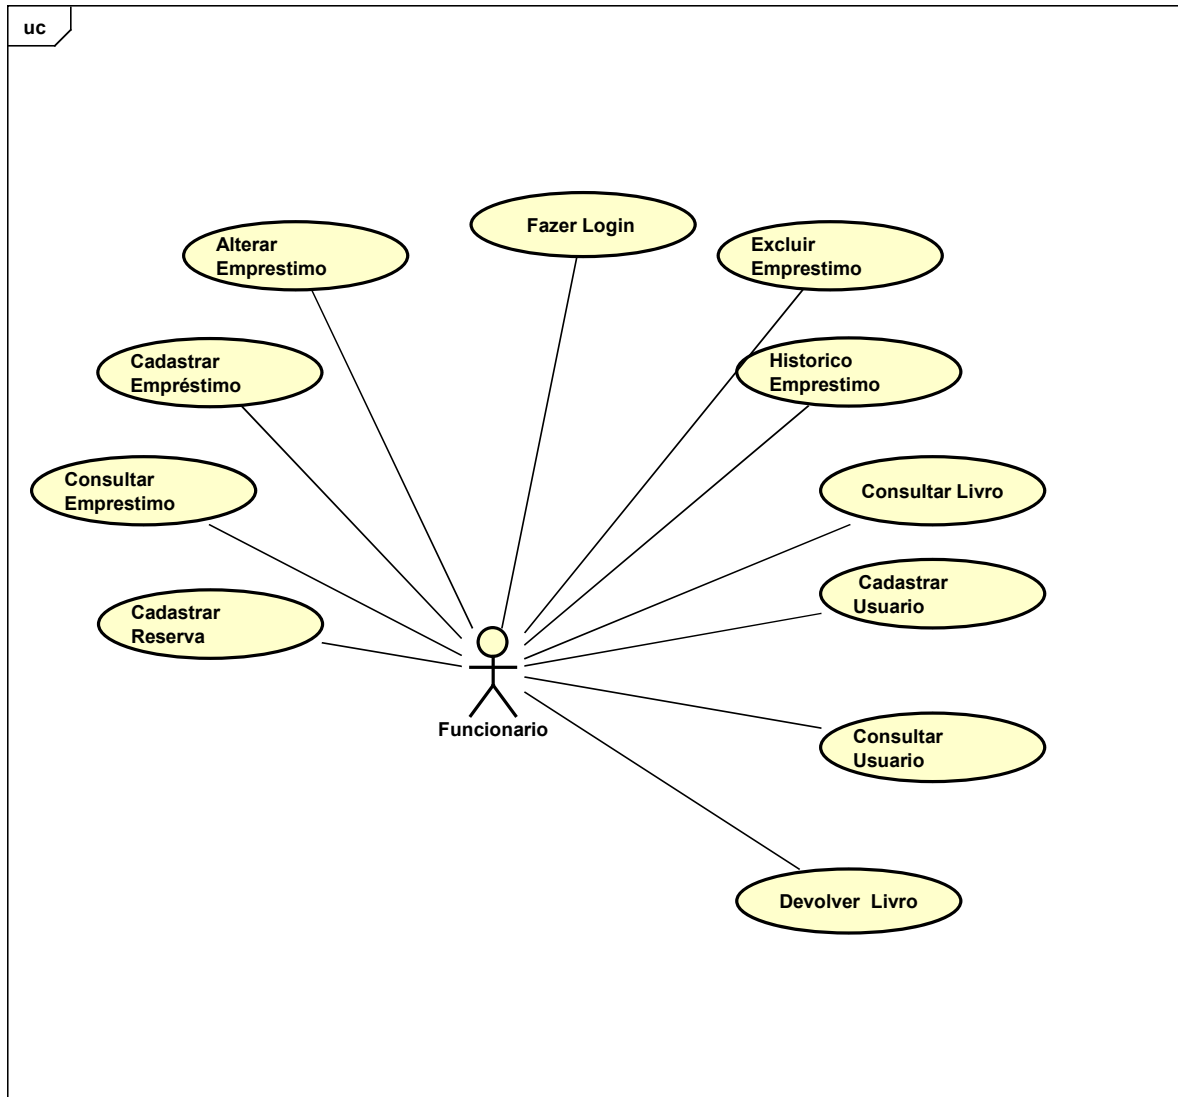 uc
Fazer Login
Alterar
Emprestimo
Excluir
Emprestimo
Cadastrar
Empréstimo
Historico
Emprestimo
Consultar
Emprestimo
Consultar Livro
Cadastrar
Usuario
Cadastrar
Reserva
Funcionario
Consultar
Usuario
Devolver  Livro